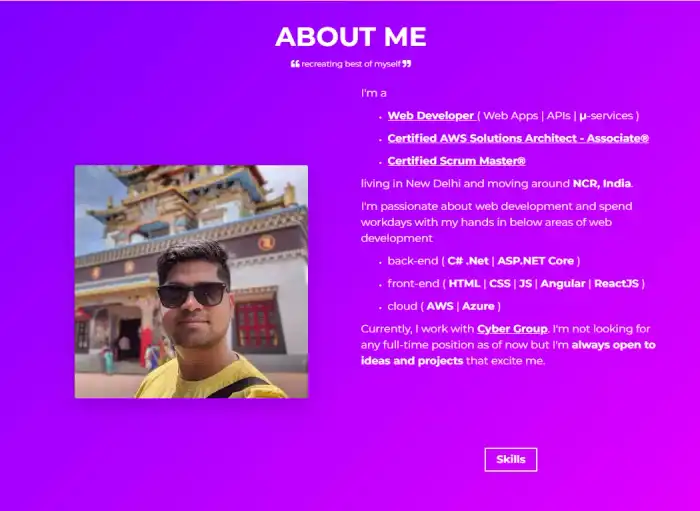 ABOUT ME
❝ recreating best of myself ❞
I'm a
• Web Developer ( Web Apps | APIs | µ-services )
• Certified AWS Solutions Architect - Associate®
• Certified Scrum Master®
living in New Delhi and moving around NCR, India.
I'm passionate about web development and spend
workdays with my hands in below areas of web
development
• back-end ( C# .Net | ASP.NET Core )
• front-end ( HTML | CSS | JS | Angular | ReactJS )
• cloud ( AWS | Azure )
Currently, I work with Cyber Group. I'm not looking for
any full-time position as of now but I'm always open to
ideas and projects that excite me.
Skills